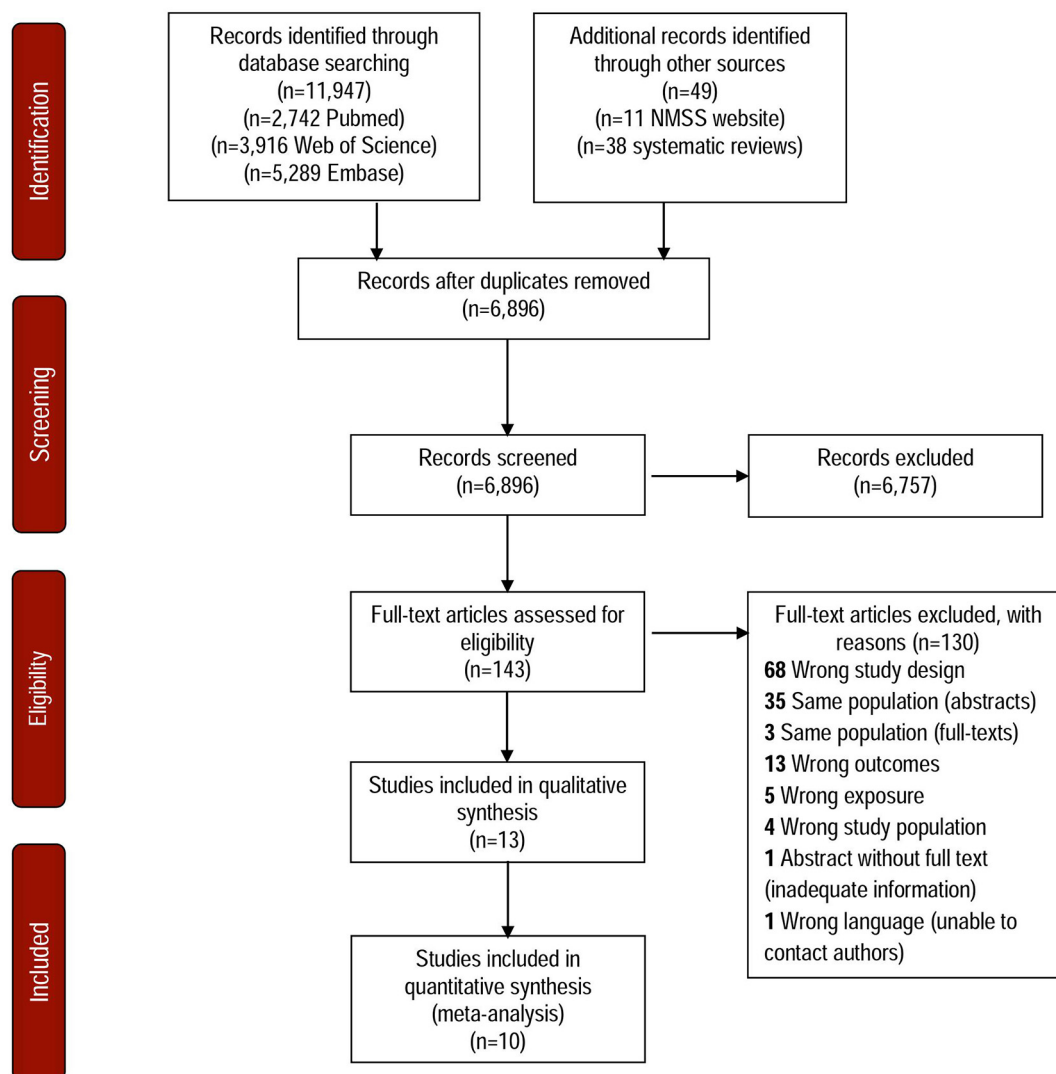 Identification
Records identified through
database searching
(n=11,947)
(n=2,742 Pubmed)
(n=3,916 Web of Science)
(n=5,289 Embase)
Additional records identified
through other sources
(n=49)
(n=11 NMSS website)
(n=38 systematic reviews)
Records after duplicates removed
(n=6,896)
Screening
Records screened
(n=6,896)
Records excluded
(n=6,757)
Eligibility
Full-text articles assessed for
eligibility
(n=143)
Full-text articles excluded, with
reasons (n=130)
68 Wrong study design
35 Same population (abstracts)
3 Same population (full-texts)
13 Wrong outcomes
5 Wrong exposure
4 Wrong study population
1 Abstract without full text
(inadequate information)
1 Wrong language (unable to
contact authors)
Studies included in qualitative
synthesis
(n=13)
Included
Studies included in
quantitative synthesis
(meta-analysis)
(n=10)